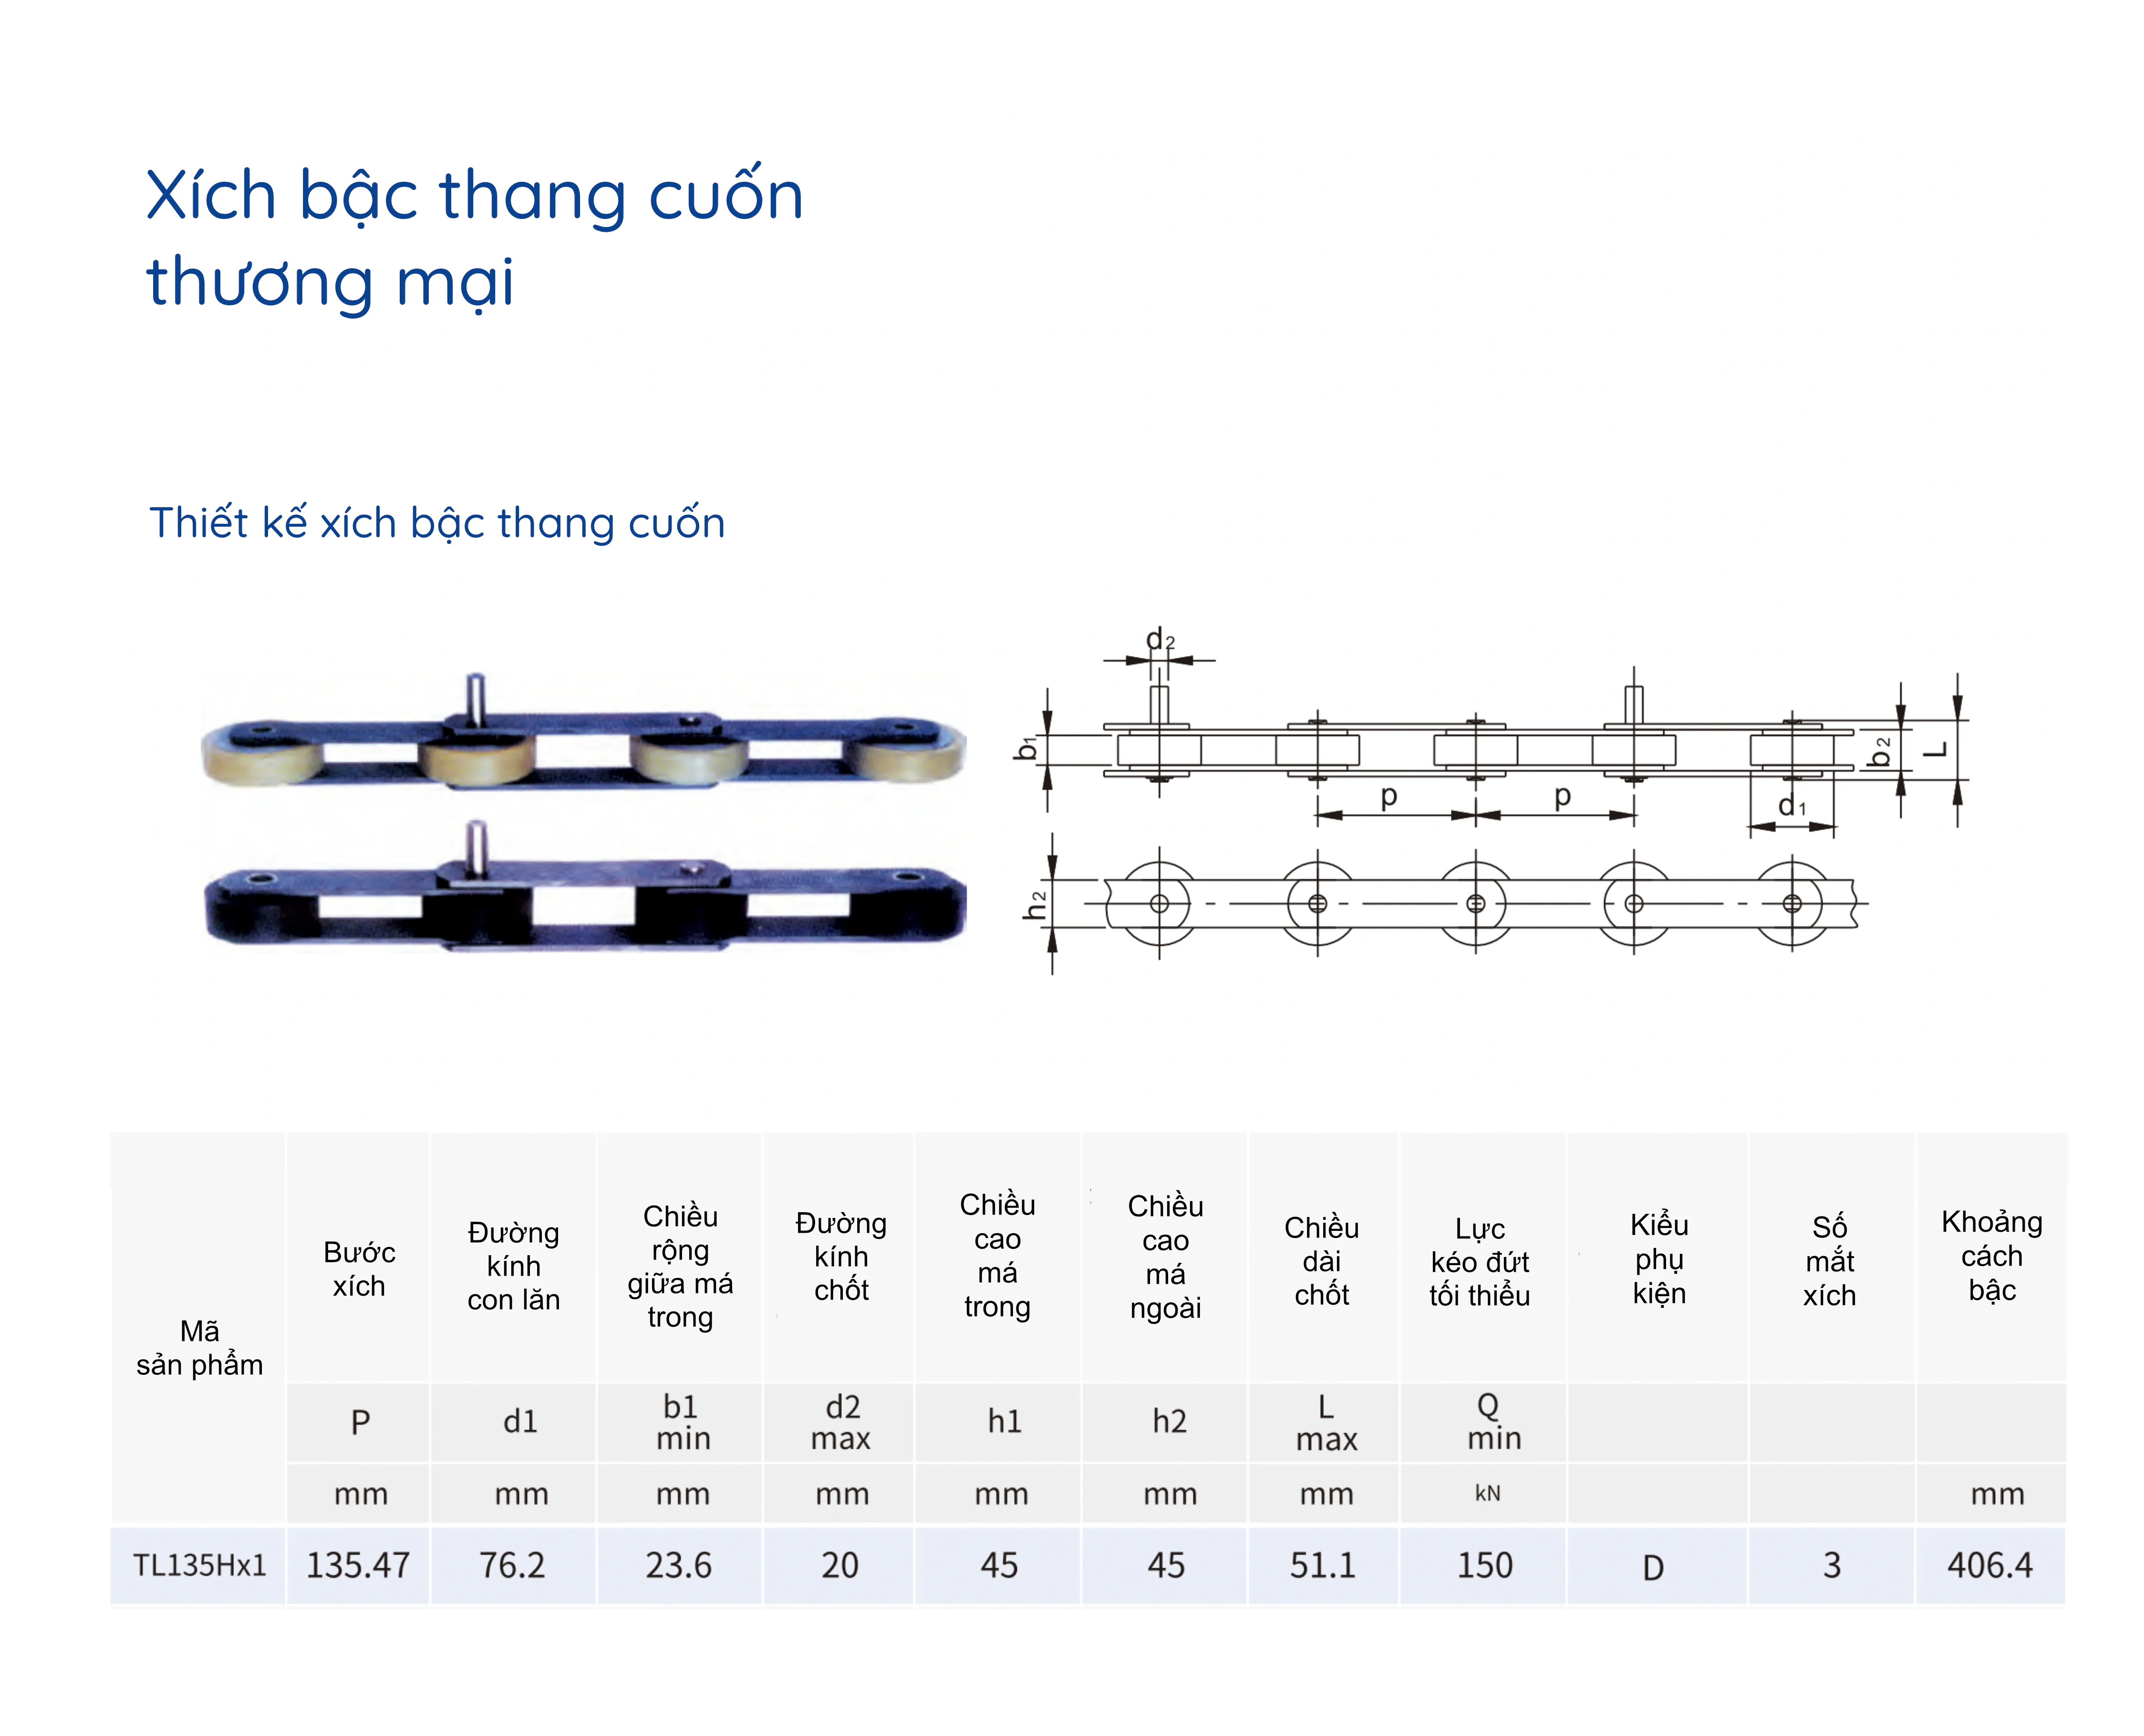 Xích bậc thang cuốn
thương mại
Thiết kế xích bậc thang cuốn
d2
b1
b2
L
p
p
d1
h2
Mã
sản phẩm
Bước
xích
Đường
kính
con lăn
Chiều
rộng
giữa má
trong
Đường
kính
chốt
Chiều
cao
má
trong
Chiều
cao
má
ngoài
Chiều
dài
chốt
Lực
kéo đứt
tối thiểu
Kiểu
phụ
kiện
Số
mắt
xích
Khoảng
cách
bậc
P
d1
b1
min
d2
max
h1
h2
L
max
Q
min
mm
mm
mm
mm
mm
mm
mm
kN
mm
TL135Hx1
135.47
76.2
23.6
20
45
45
51.1
150
D
3
406.4